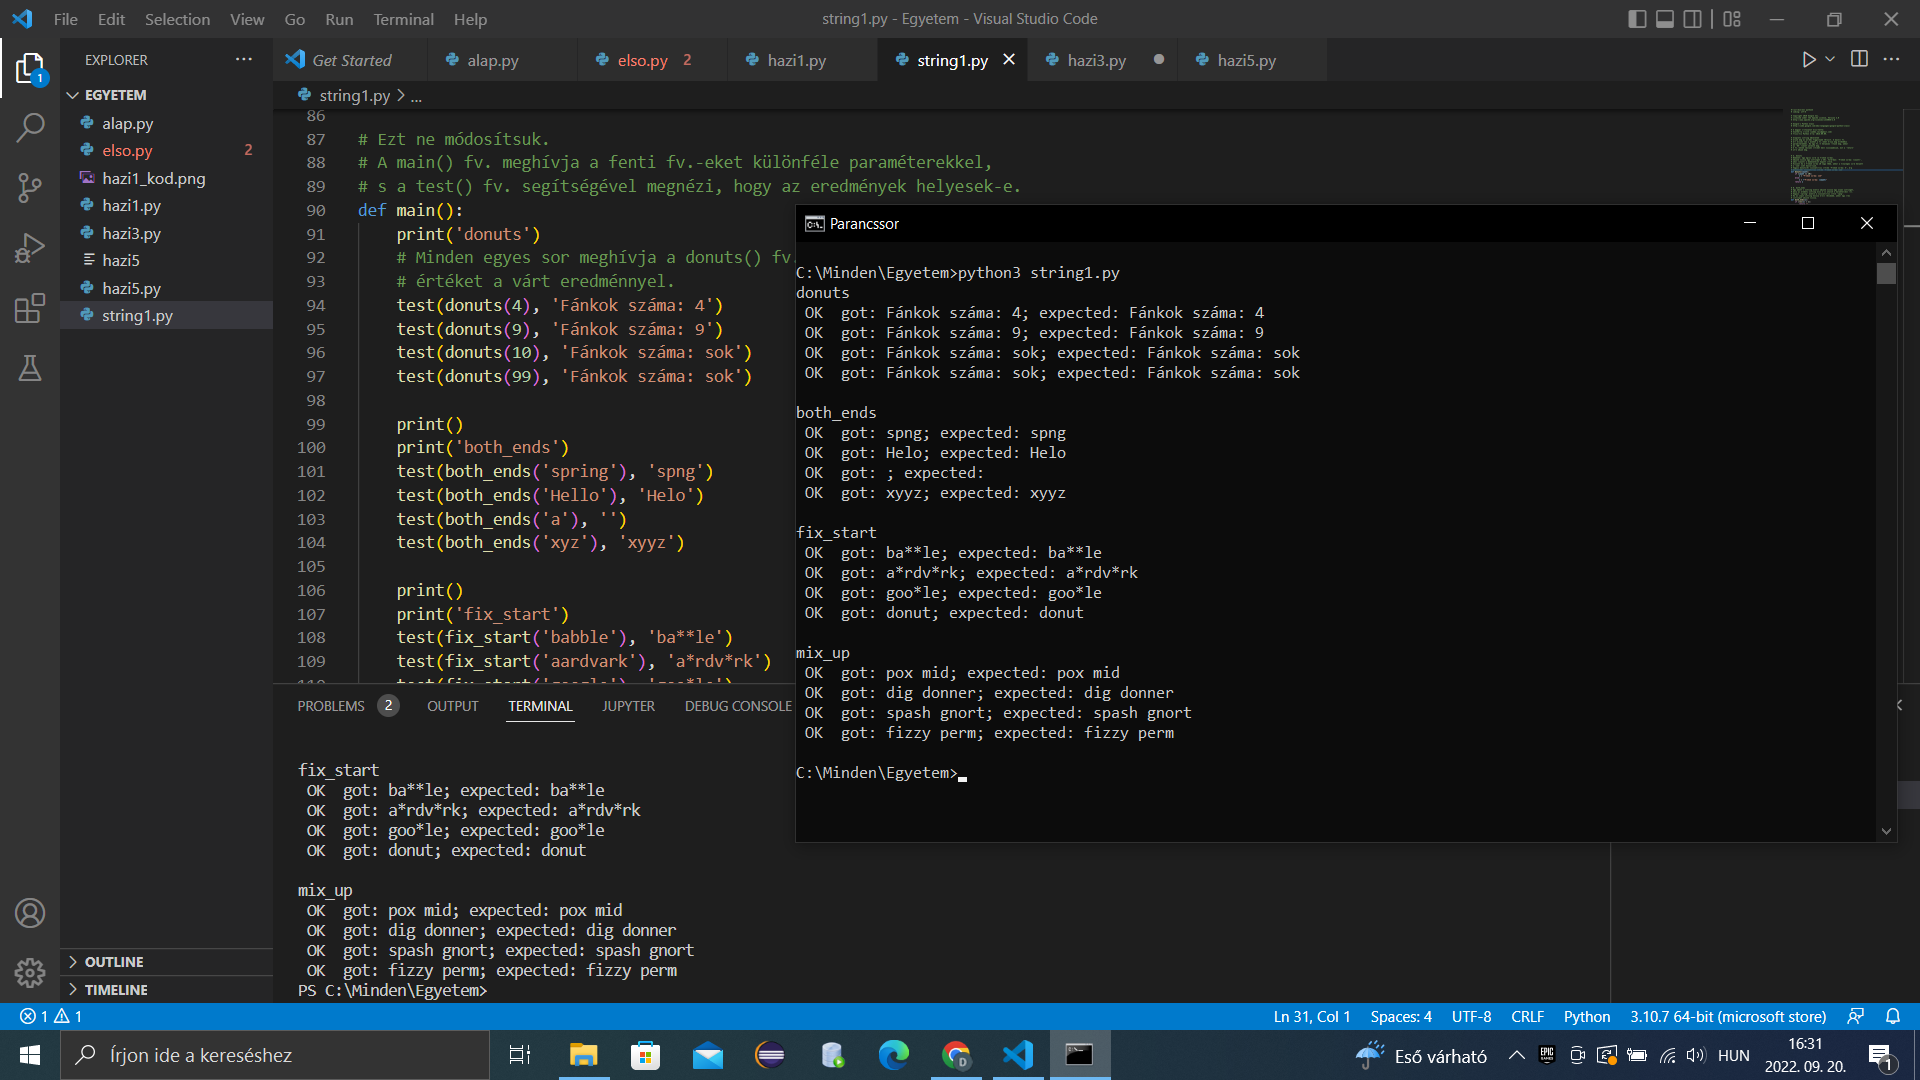 File Edit Selection View Go Run Terminal Help
string1.py - Egyetem - Visual Studio Code
EXPLORER
Get Started
alap.py
elso.py 2
hazi1.py
string1.py
hazi3.py
hazi5.py
EGYETEM
alap.py
elso.py 2
hazi1_kod.png
hazi1.py
hazi3.py
hazi5
hazi5.py
string1.py
OUTLINE
TIMELINE
1
string1.py > ...
86
87 # Ezt ne módosítsuk.
88 # A main() fv. meghívja a fenti fv.-eket különféle paraméterekkel,
89 # s a test() fv. segítségével megnézi, hogy az eredmények helyesek-e.
90 def main():
91 print('donuts')
92 # Minden egyes sor meghívja a donuts() fv.
93 # értéket a várt eredménnyel.
94 test(donuts(4), 'Fánkok száma: 4')
95 test(donuts(9), 'Fánkok száma: 9')
96 test(donuts(10), 'Fánkok száma: sok')
97 test(donuts(99), 'Fánkok száma: sok')
98
99 print()
100 print('both_ends')
101 test(both_ends('spring'), 'spng')
102 test(both_ends('Hello'), 'Helo')
103 test(both_ends('a'), '')
104 test(both_ends('xyz'), 'xyyz')
105
106 print()
107 print('fix_start')
108 test(fix_start('babble'), 'ba**le')
109 test(fix_start('aardvark'), 'a*rdv*rk')
PROBLEMS 2 OUTPUT TERMINAL JUPYTER DEBUG CONSOLE
fix_start
OK got: ba**le; expected: ba**le
OK got: a*rdv*rk; expected: a*rdv*rk
OK got: goo*le; expected: goo*le
OK got: donut; expected: donut
mix_up
OK got: pox mid; expected: pox mid
OK got: dig donner; expected: dig donner
OK got: spash gnort; expected: spash gnort
OK got: fizzy perm; expected: fizzy perm
PS C:\Minden\Egyetem>
Parancssor
C:\Minden\Egyetem>python3 string1.py
donuts
OK got: Fánkok száma: 4; expected: Fánkok száma: 4
OK got: Fánkok száma: 9; expected: Fánkok száma: 9
OK got: Fánkok száma: sok; expected: Fánkok száma: sok
OK got: Fánkok száma: sok; expected: Fánkok száma: sok
both_ends
OK got: spng; expected: spng
OK got: Helo; expected: Helo
OK got: ; expected:
OK got: xyyz; expected: xyyz
fix_start
OK got: ba**le; expected: ba**le
OK got: a*rdv*rk; expected: a*rdv*rk
OK got: goo*le; expected: goo*le
OK got: donut; expected: donut
mix_up
OK got: pox mid; expected: pox mid
OK got: dig donner; expected: dig donner
OK got: spash gnort; expected: spash gnort
OK got: fizzy perm; expected: fizzy perm
C:\Minden\Egyetem>
1 1
Ln 31, Col 1 Spaces: 4 UTF-8 CRLF Python 3.10.7 64-bit (microsoft store)
Írjon ide a kereséshez
D
Eső várható
EPIC
HUN
16:31
2022. 09. 20.
1